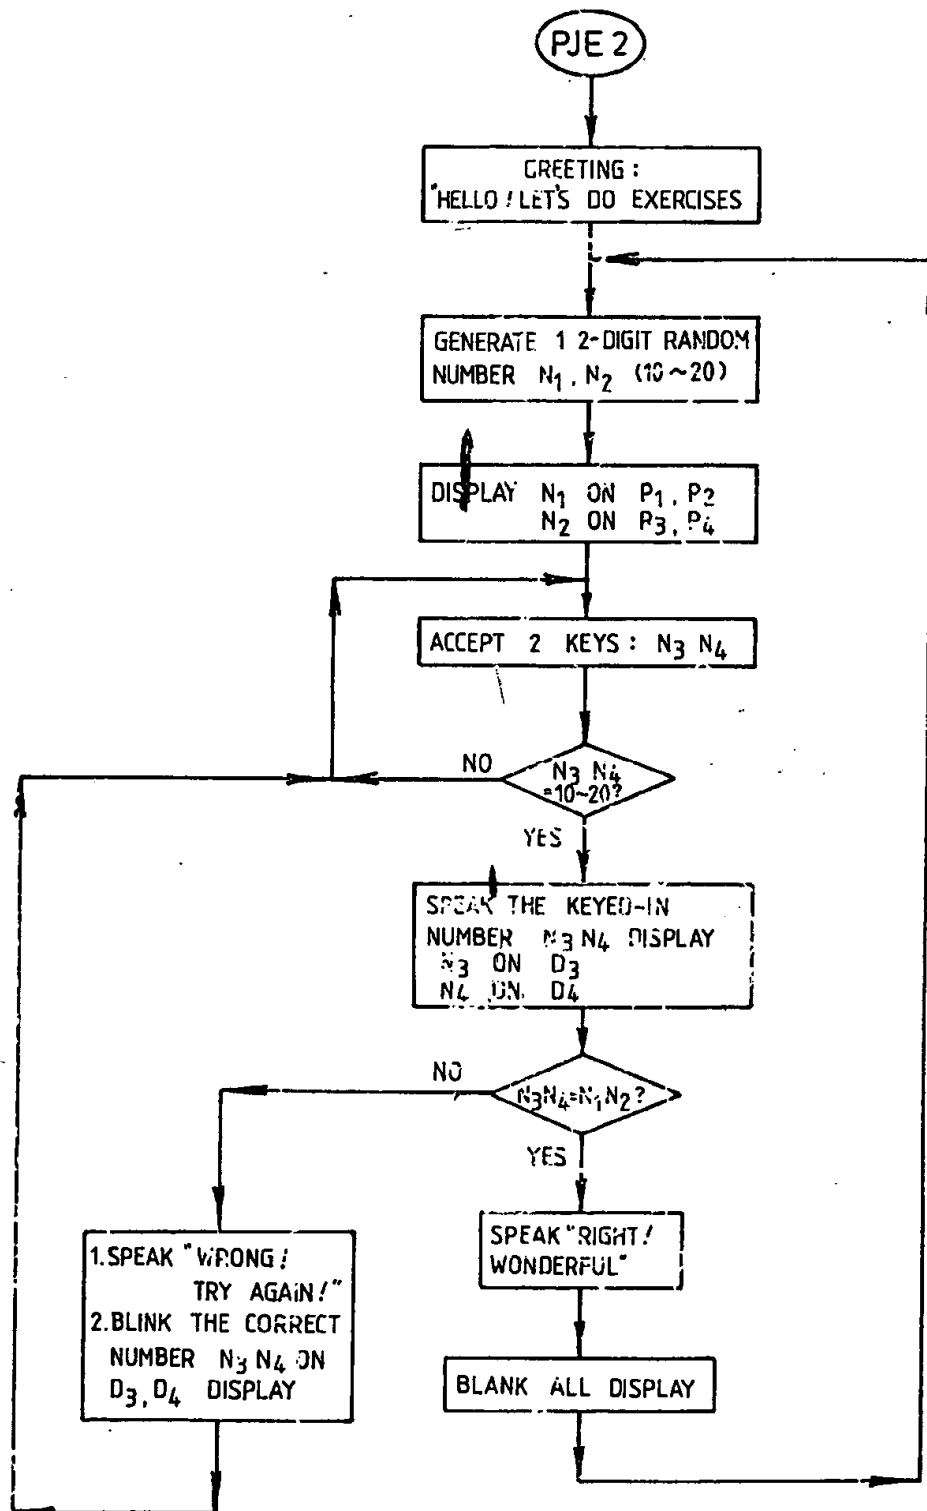 PJE 2
GREETING :
"HELLO ! LET'S DO EXERCISES
GENERATE 1 2-DIGIT RANDOM
NUMBER N1, N2 (10~20)
DISPLAY N1 ON P1, P2
N2 ON P3, P4
ACCEPT 2 KEYS : N3 N4
NO
N3 N4
=10~20?
YES
SPEAK THE KEYED-IN
NUMBER N3 N4 DISPLAY
N3 ON D3
N4 ON D4
NO
N3N4=N1N2?
YES
SPEAK "RIGHT!
WONDERFUL"
1.SPEAK "WRONG!
TRY AGAIN!"
2.BLINK THE CORRECT
NUMBER N3 N4 ON
D3, D4 DISPLAY
BLANK ALL DISPLAY